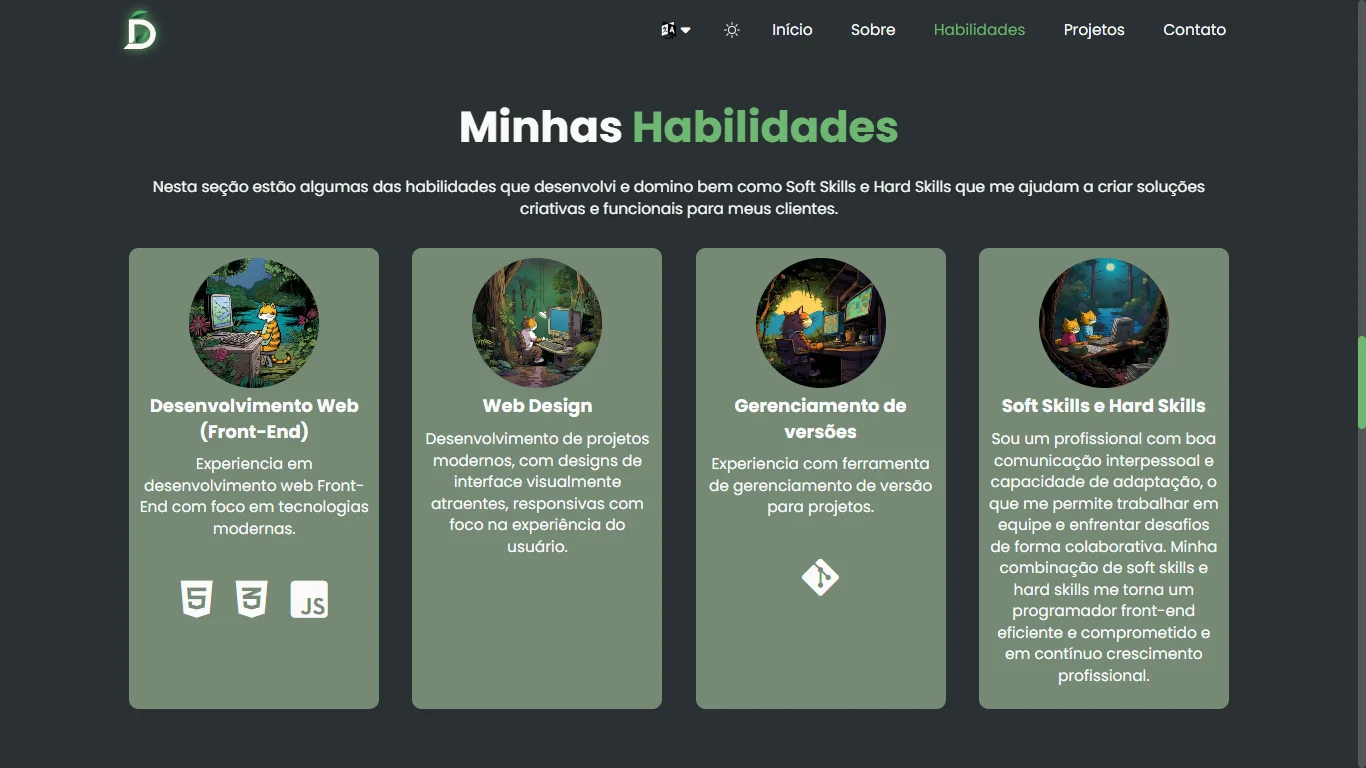 D
Início Sobre Habilidades Projetos Contato
Minhas Habilidades
Nesta seção estão algumas das habilidades que desenvolvi e domino bem como Soft Skills e Hard Skills que me ajudam a criar soluções
criativas e funcionais para meus clientes.
Desenvolvimento Web
(Front-End)
Experiencia em
desenvolvimento web Front-
End com foco em tecnologias
modernas.
5 3 JS
Web Design
Desenvolvimento de projetos
modernos, com designs de
interface visualmente
atraentes, responsivas com
foco na experiência do
usuário.
Gerenciamento de
versões
Experiencia com ferramenta
de gerenciamento de versão
para projetos.
Soft Skills e Hard Skills
Sou um profissional com boa
comunicação interpessoal e
capacidade de adaptação, o
que me permite trabalhar em
equipe e enfrentar desafios
de forma colaborativa. Minha
combinação de soft skills e
hard skills me torna um
programador front-end
eficiente e comprometido e
em contínuo crescimento
profissional.